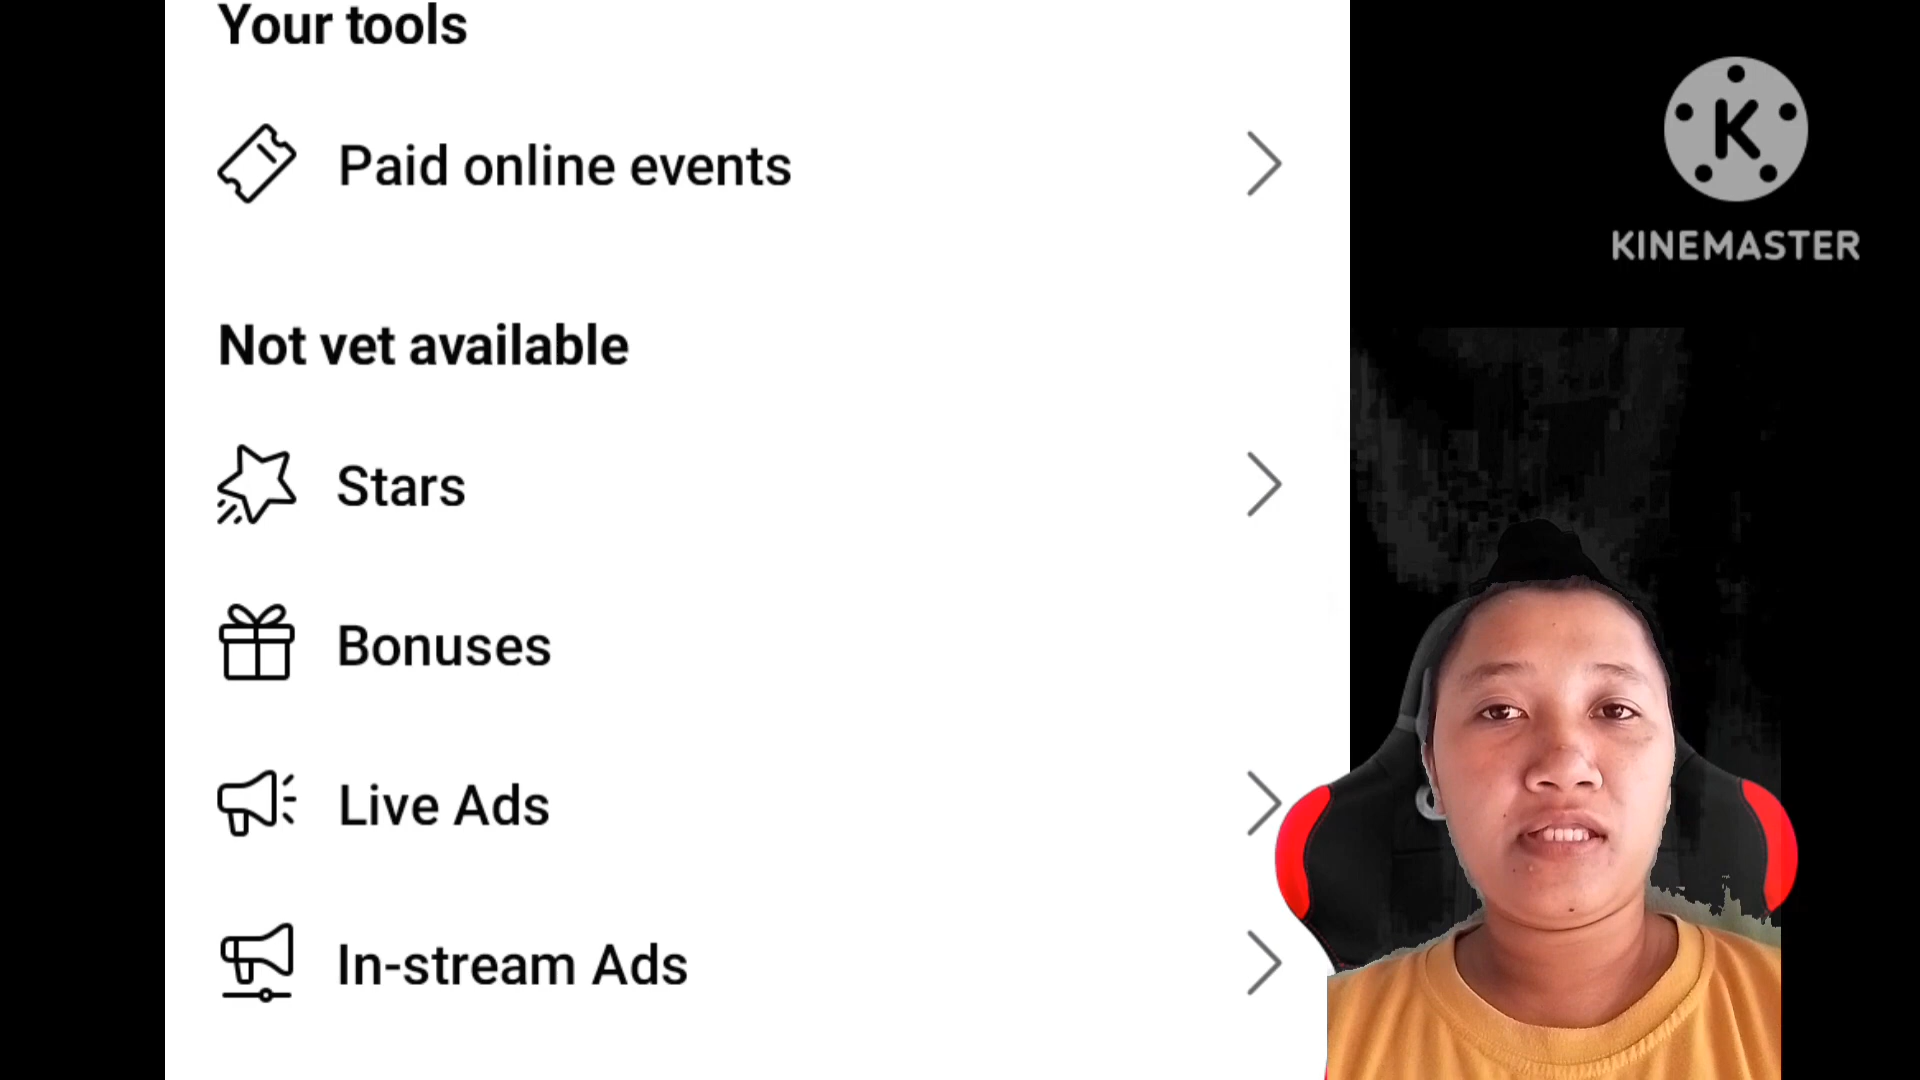 Your tools
Paid online events
Not vet available
Stars
Bonuses
Live Ads
In-stream Ads
K
KINEMASTER